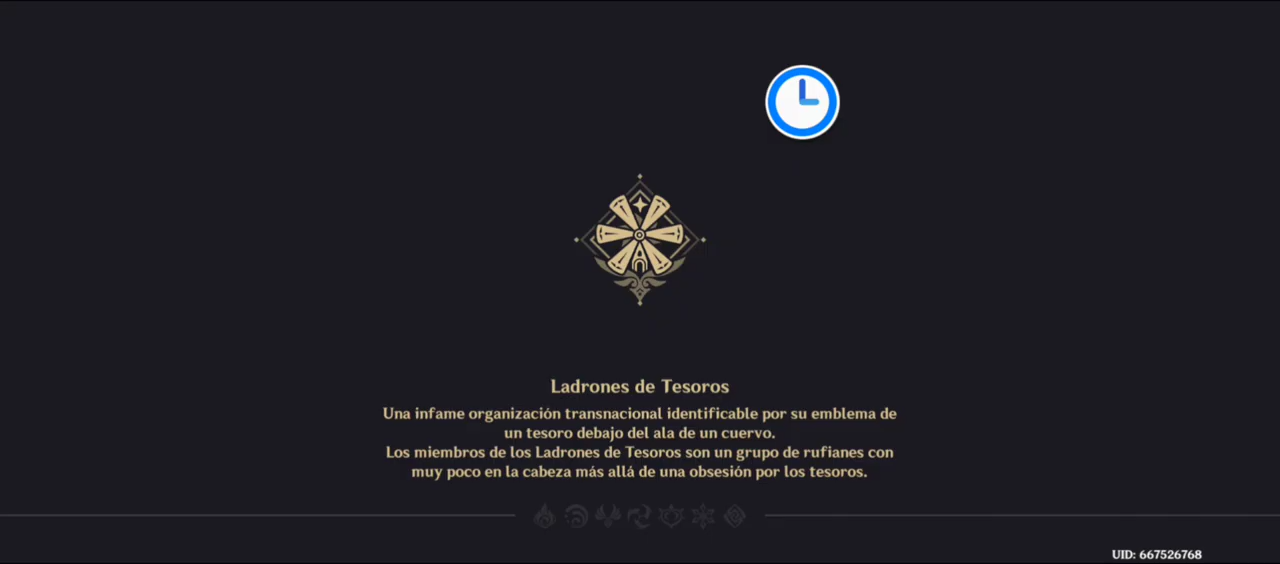 Ladrones de Tesoros
Una infame organización transnacional identificable por su emblema de
un tesoro debajo del ala de un cuervo.
Los miembros de los Ladrones de Tesoros son un grupo de rufianes con
muy poco en la cabeza más allá de una obsesión por los tesoros.
UID: 667526768